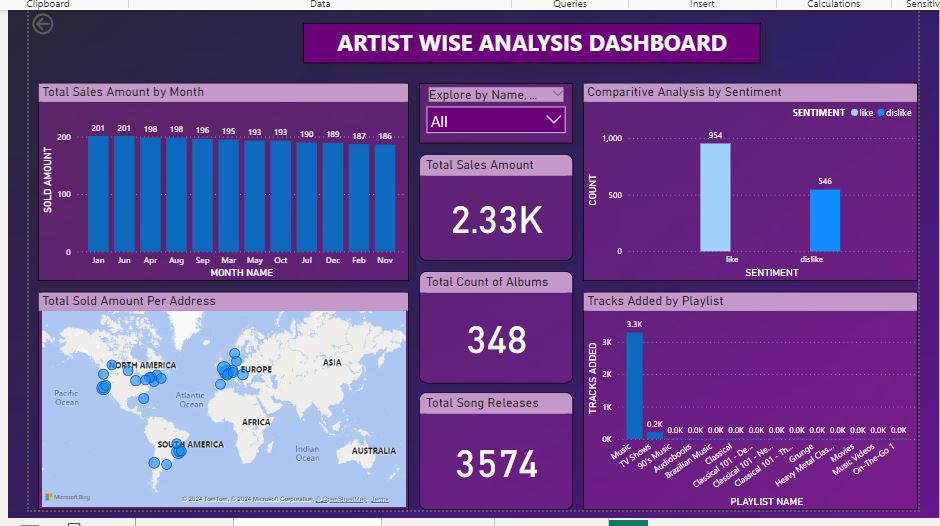 Clipboard Data Queries Insert Calculations Sensitiv
ARTIST WISE ANALYSIS DASHBOARD
Total Sales Amount by Month
SOLD AMOUNT
200
100
0
201 201 198 198 196 195 193 193 190 189 187 186
Jan Jun Apr Aug Sep Mar May Oct Jul Dec Feb Nov
MONTH NAME
Explore by Name, ...
All
Total Sales Amount
2.33K
Total Count of Albums
348
Total Song Releases
3574
Comparitive Analysis by Sentiment
SENTIMENT like dislike
COUNT
1,000
500
0
954
546
like dislike
SENTIMENT
Total Sold Amount Per Address
NORTH AMERICA
EUROPE
ASIA
Pacific
Ocean
Atlantic
Ocean
AFRICA
SOUTH AMERICA
Indian
Ocean
AUSTRALIA
Microsoft Bing
© 2024 TomTom, © 2024 Microsoft Corporation, © OpenStreetMap, Terms
Tracks Added by Playlist
TRACKS ADDED
3K
2K
1K
0K
3.3K
0.2K 0.0K 0.0K 0.0K 0.0K 0.0K 0.0K 0.0K 0.0K 0.0K 0.0K 0.0K 0.0K
Music
TV Shows
90's Music
Audiobooks
Brazilian Music
Classical
Classical 101 - De...
Classical 101 - Ne...
Classical 101 - Th...
Grunge
Heavy Metal Clas...
Movies
Music Videos
On-The-Go 1
PLAYLIST NAME